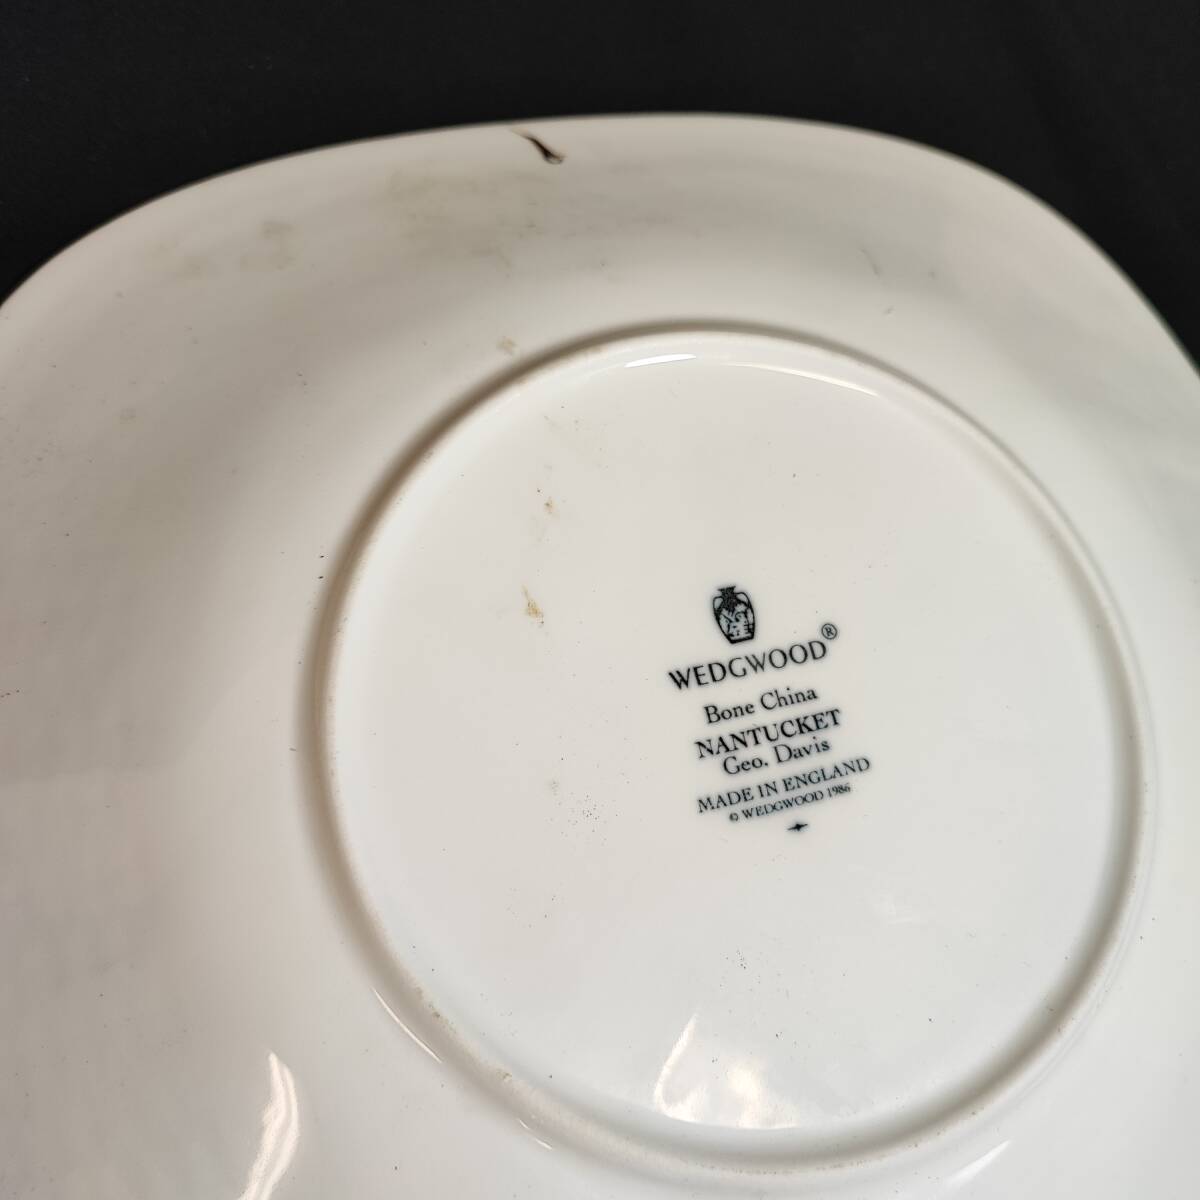 WEDGWOOD®
Bone China
NANTUCKET
Geo. Davis
MADE IN ENGLAND
© WEDGWOOD 1986